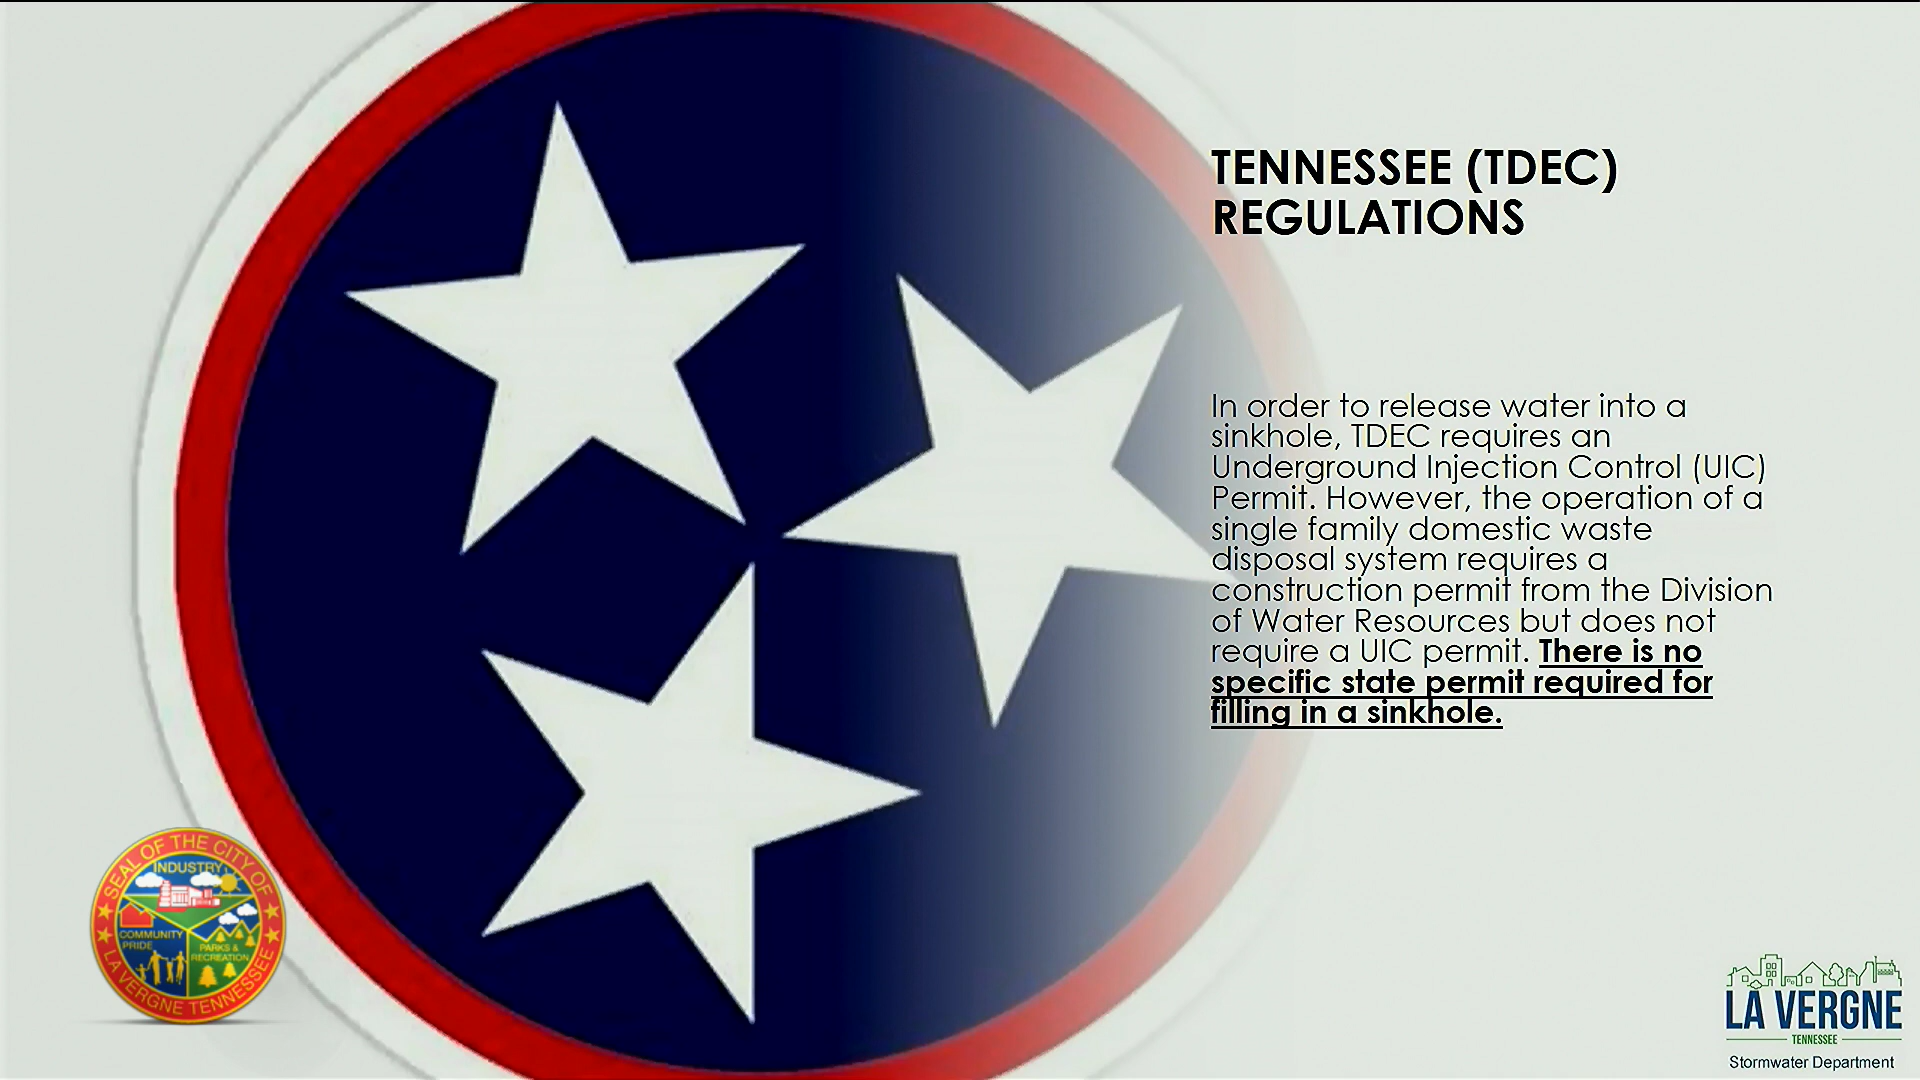 TENNESSEE (TDEC)
REGULATIONS
In order to release water into a
sinkhole, TDEC requires an
Underground Injection Control (UIC)
Permit. However, the operation of a
single family domestic waste
disposal system requires a
construction permit from the Division
of Water Resources but does not
require a UIC permit. There is no
specific state permit required for
filling in a sinkhole.
SEAL OF THE CITY OF
INDUSTRY
COMMUNITY
PRIDE
PARKS &
RECREATION
LA VERGNE TENNESSEE
LA VERGNE
TENNESSEE
Stormwater Department